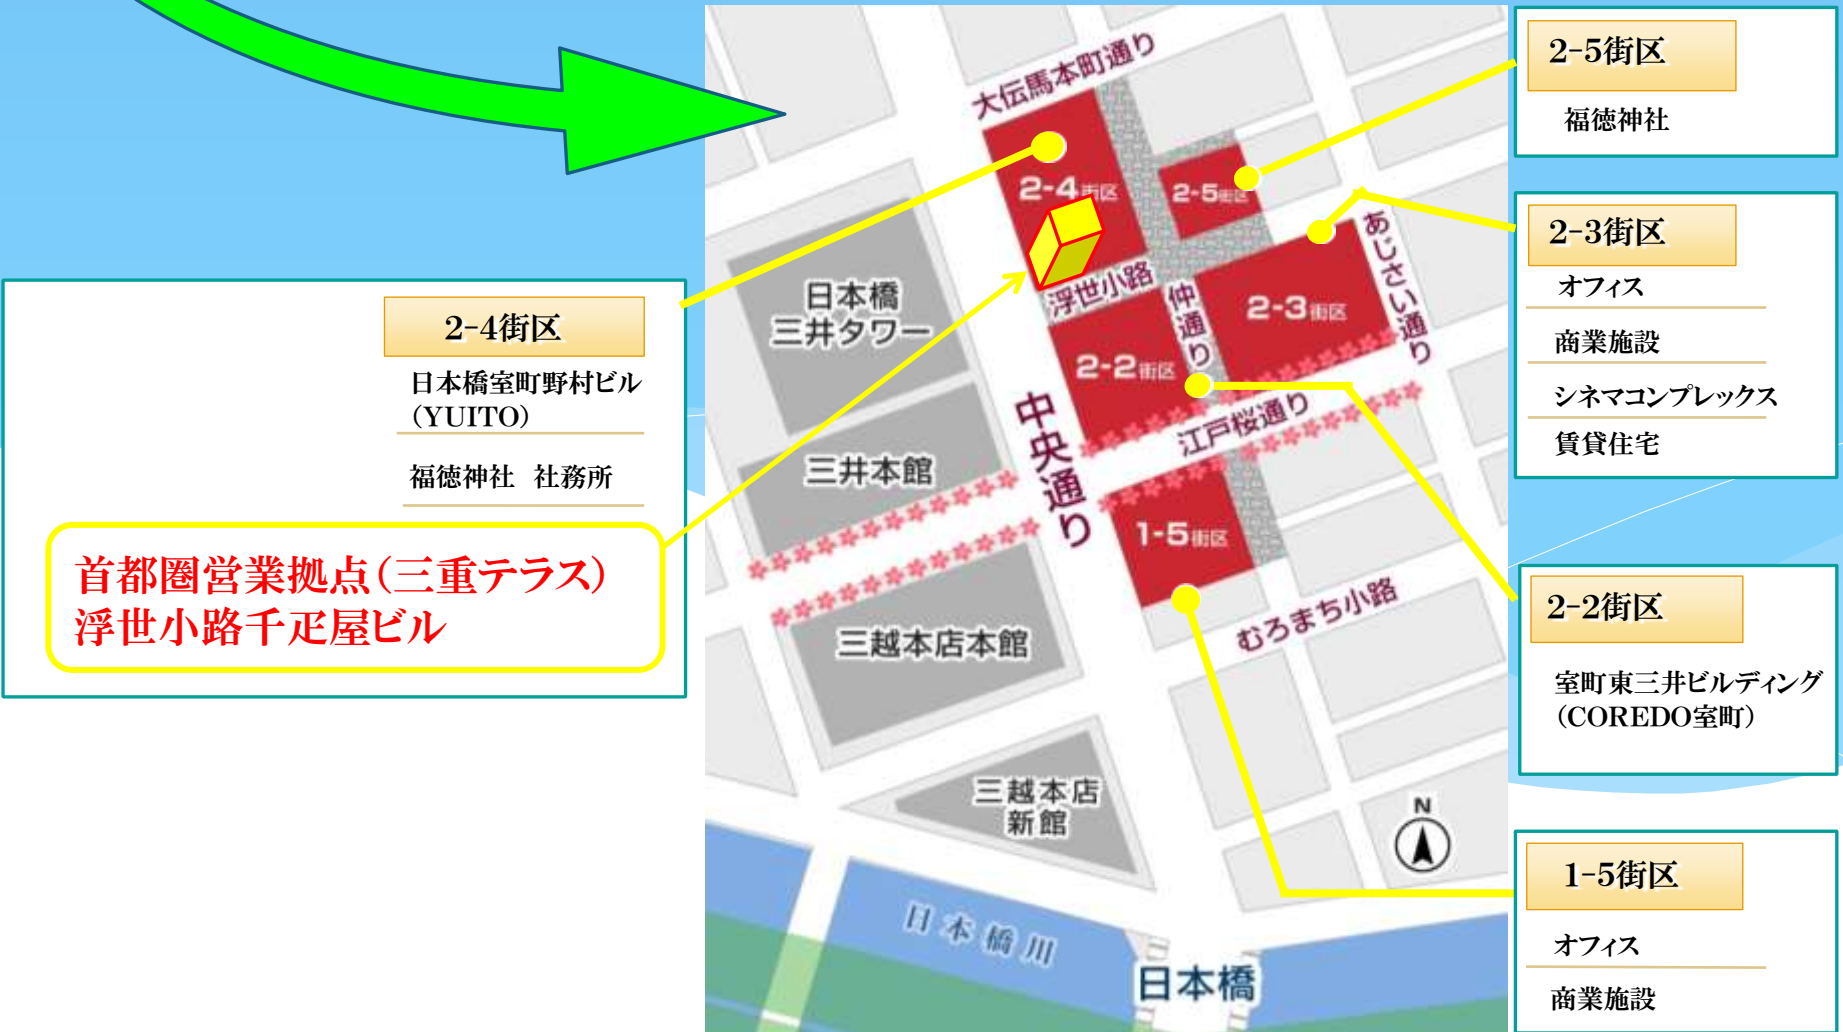 2-4街区
日本橋室町野村ビル
(YUITO)
福徳神社 社務所
首都圏営業拠点(三重テラス)
浮世小路千疋屋ビル
大伝馬本町通り
2-4街区
2-5街区
浮世小路
仲通り
2-3街区
あじさい通り
2-2街区
日本橋
三井タワー
中央通り
江戸桜通り
三井本館
1-5街区
むろまち小路
三越本店本館
三越本店
新館
N
日本橋川
日本橋
2-5街区
福徳神社
2-3街区
オフィス
商業施設
シネマコンプレックス
賃貸住宅
2-2街区
室町東三井ビルディング
(COREDO室町)
1-5街区
オフィス
商業施設